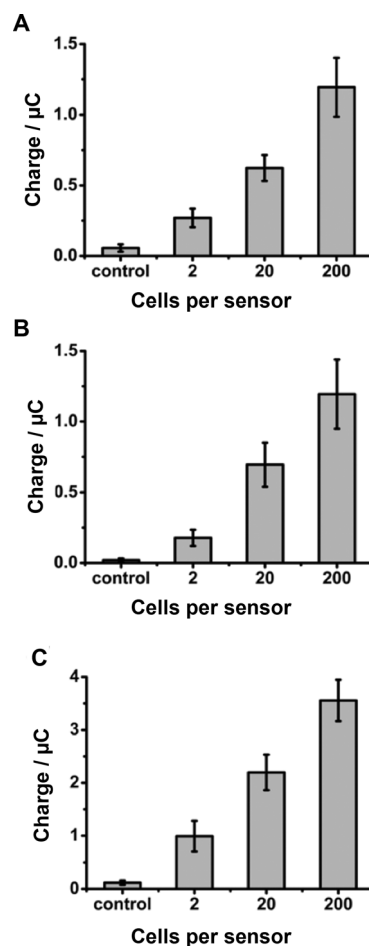 A
Charge / µC
1.5
1.0
0.5
0.0
control 2 20 200
Cells per sensor
B
Charge / µC
1.5
1.0
0.5
0.0
control 2 20 200
Cells per sensor
C
Charge / µC
4
3
2
1
0
control 2 20 200
Cells per sensor